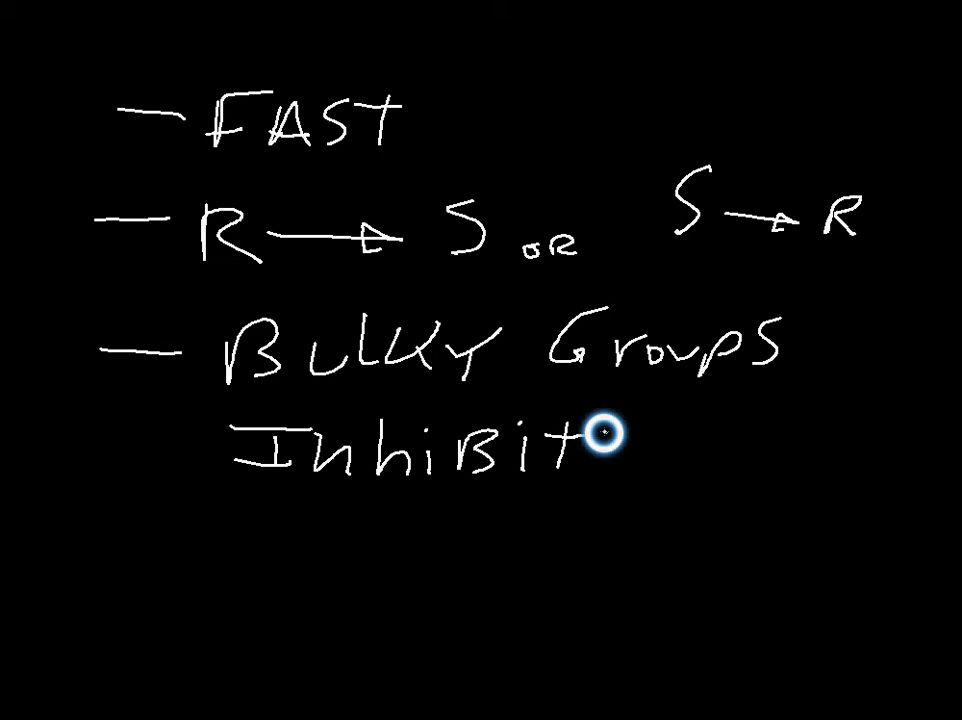 — FAST
— R → S OR S → R
— BULKY Groups
InhiBit